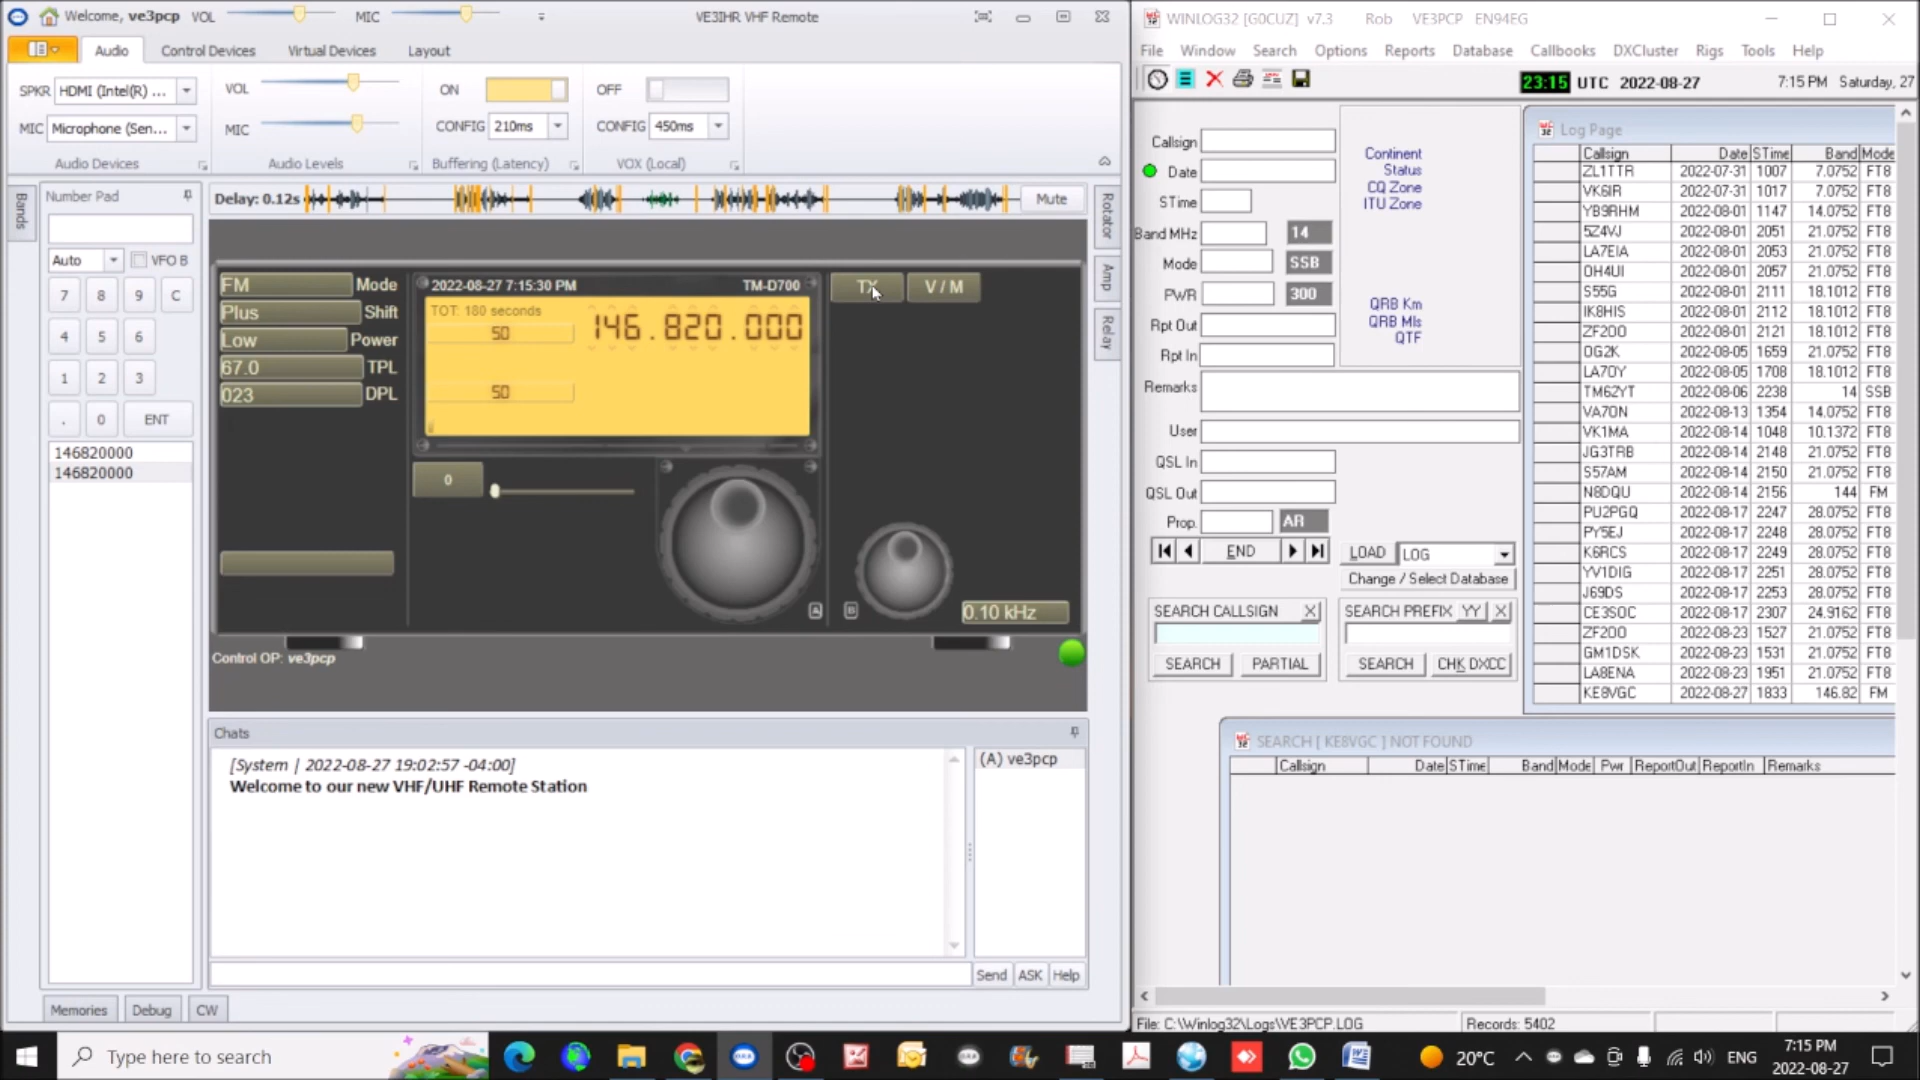 Welcome, ve3pcp VOL MIC VE3IHR VHF Remote
Audio Control Devices Virtual Devices Layout
SPKR HDMI (Intel(R) ... VOL ON OFF
MIC Microphone (Sen... MIC CONFIG 210ms CONFIG 450ms
Audio Devices Audio Levels Buffering (Latency) VOX (Local)
Bands
Number Pad
Auto VFO B
7 8 9 C
4 5 6
1 2 3
. 0 ENT
146820000
146820000
Delay: 0.12s Mute
Rotator
Amp
Relay
FM Mode
Plus Shift
Low Power
67.0 TPL
023 DPL
2022-08-27 7:15:30 PM TM-D700
TOT: 180 seconds
50 146.820.000
50
TX V / M
0
A B 0.10 kHz
Control OP: ve3pcp
Chats
[System | 2022-08-27 19:02:57 -04:00]
Welcome to our new VHF/UHF Remote Station
(A) ve3pcp
Send ASK Help
Memories Debug CW
WINLOG32 [G0CUZ] v7.3 Rob VE3PCP EN94EG
File Window Search Options Reports Database Callbooks DXCluster Rigs Tools Help
23:15 UTC 2022-08-27 7:15 PM Saturday, 27
Callsign
Date
STime
Band MHz 14
Mode SSB
PWR 300
Rpt Out
Rpt In
Remarks
User
QSL In
QSL Out
Prop. AR
Continent
Status
CQ Zone
ITU Zone
QRB Km
QRB Mls
QTF
END LOAD LOG
Change / Select Database
SEARCH CALLSIGN X SEARCH PREFIX YY X
SEARCH PARTIAL SEARCH CHK DXCC
Log Page
Callsign Date STime Band Mode
ZL1TTR 2022-07-31 1007 7.0752 FT8
VK6IR 2022-07-31 1017 7.0752 FT8
YB9RHM 2022-08-01 1147 14.0752 FT8
5Z4VJ 2022-08-01 2051 21.0752 FT8
LA7EIA 2022-08-01 2053 21.0752 FT8
OH4UI 2022-08-01 2057 21.0752 FT8
S55G 2022-08-01 2111 18.1012 FT8
IK8HIS 2022-08-01 2112 18.1012 FT8
ZF2OO 2022-08-01 2121 18.1012 FT8
OG2K 2022-08-05 1659 21.0752 FT8
LA7OY 2022-08-05 1708 18.1012 FT8
TM62YT 2022-08-06 2238 14 SSB
VA7QN 2022-08-13 1354 14.0752 FT8
VK1MA 2022-08-14 1048 10.1372 FT8
JG3TRB 2022-08-14 2148 21.0752 FT8
S57AM 2022-08-14 2150 21.0752 FT8
N8DQU 2022-08-14 2156 144 FM
PU2PGQ 2022-08-17 2247 28.0752 FT8
PY5EJ 2022-08-17 2248 28.0752 FT8
K6RCS 2022-08-17 2249 28.0752 FT8
YV1DIG 2022-08-17 2251 28.0752 FT8
J69DS 2022-08-17 2253 28.0752 FT8
CE3SOC 2022-08-17 2307 24.9162 FT8
ZF2OO 2022-08-23 1527 21.0752 FT8
GM1DSK 2022-08-23 1531 21.0752 FT8
LA8ENA 2022-08-23 1951 21.0752 FT8
KE8VGC 2022-08-27 1833 146.82 FM
SEARCH [ KE8VGC ] NOT FOUND
Callsign Date STime Band Mode Pwr ReportOut ReportIn Remarks
File: C:\Winlog32\Logs\VE3PCP.LOG Records: 5402
Type here to search 20°C ENG 7:15 PM
2022-08-27